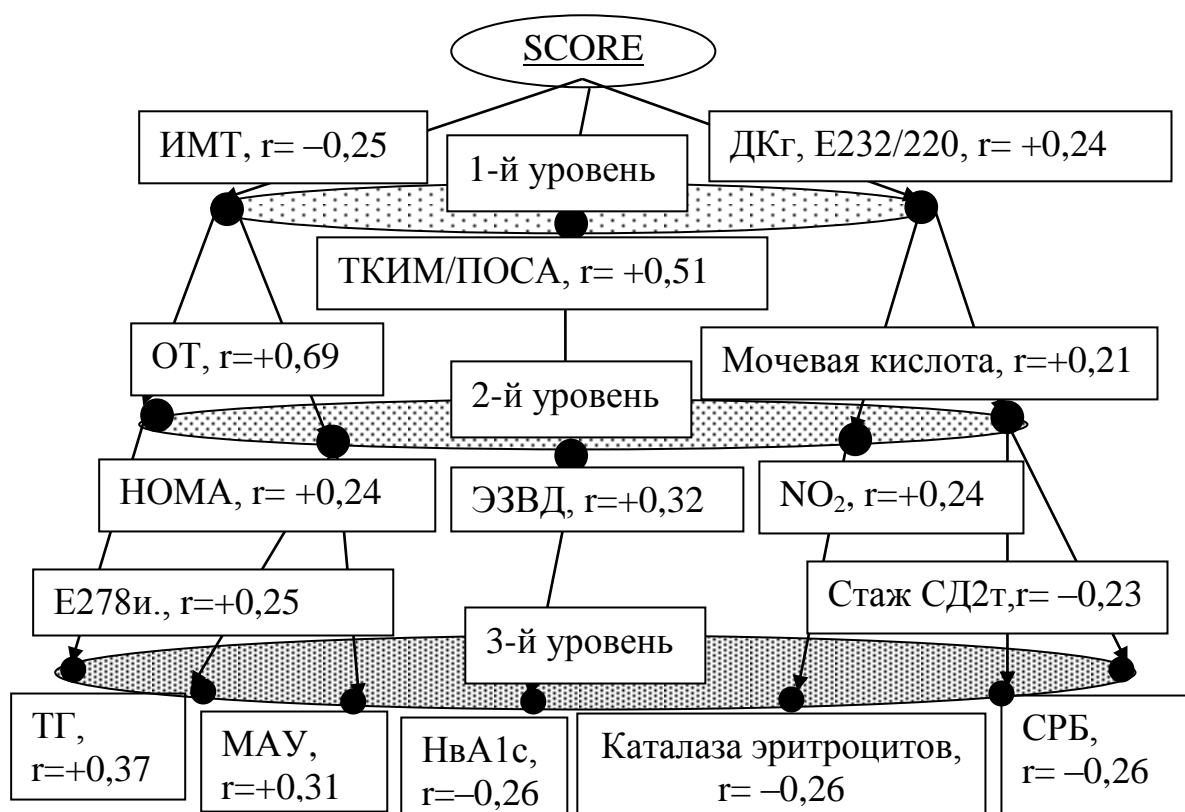 SCORE
ИМТ, r= –0,25
1-й уровень
ДКг, Е232/220, r= +0,24
ТКИМ/ПОСА, r= +0,51
ОТ, r=+0,69
2-й уровень
Мочевая кислота, r=+0,21
НОМА, r= +0,24
ЭЗВД, r=+0,32
NO₂, r=+0,24
Е278и., r=+0,25
3-й уровень
Стаж СД2т,r= –0,23
ТГ,
r=+0,37
МАУ,
r=+0,31
НвА1с,
r=–0,26
Каталаза эритроцитов,
r= –0,26
СРБ,
r= –0,26